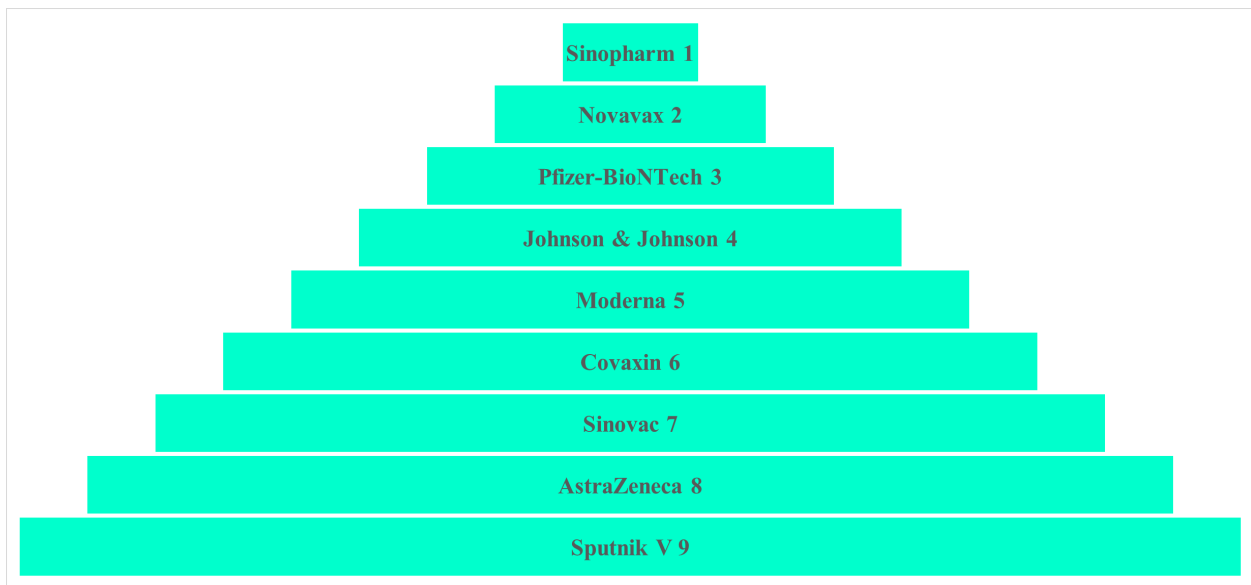 Sinopharm 1
Novavax 2
Pfizer-BioNTech 3
Johnson & Johnson 4
Moderna 5
Covaxin 6
Sinovac 7
AstraZeneca 8
Sputnik V 9